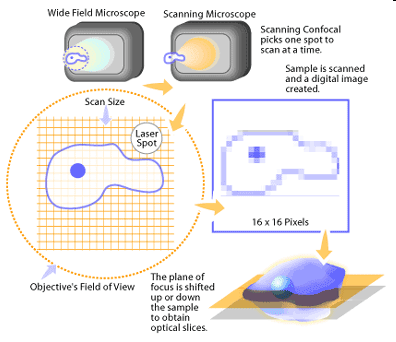 Wide Field Microscope
Scanning Microscope
Scanning Confocal
picks one spot to
scan at a time.
Sample is scanned
and a digital image
created.
Scan Size
Laser
Spot
16 x 16 Pixels
Objective's Field of View
The plane of
focus is shifted
up or down
the sample
to obtain
optical slices.